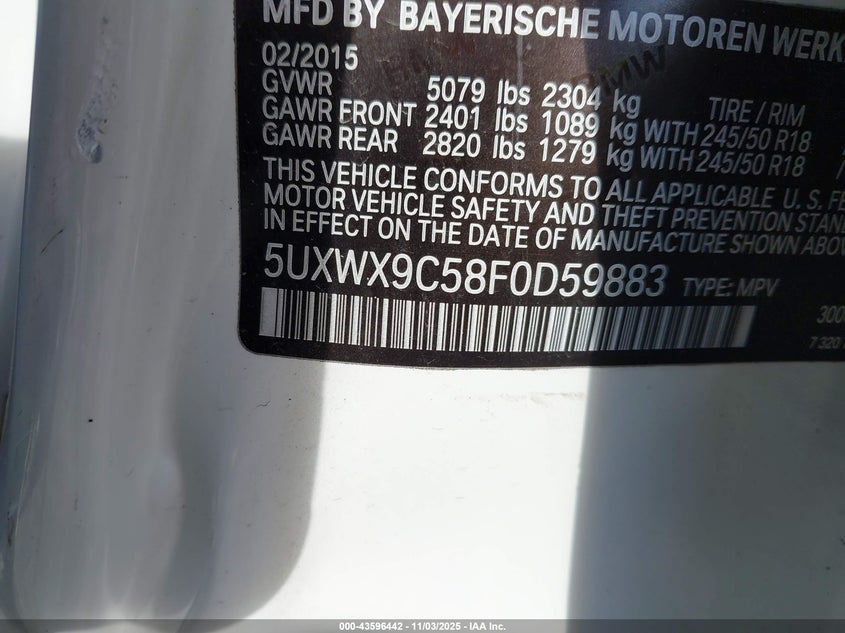 MFD BY BAYERISCHE MOTOREN WERK
02/2015
GVWR 5079 lbs 2304 kg TIRE / RIM
GAWR FRONT 2401 lbs 1089 kg WITH 245/50 R18
GAWR REAR 2820 lbs 1279 kg WITH 245/50 R18
THIS VEHICLE CONFORMS TO ALL APPLICABLE U. S. FE
MOTOR VEHICLE SAFETY AND THEFT PREVENTION STAN
IN EFFECT ON THE DATE OF MANUFACTURE SHOWN ABOV
5UXWX9C58F0D59883 TYPE: MPV
300
7 320
000-43596442 - 11/03/2025 - IAA Inc.